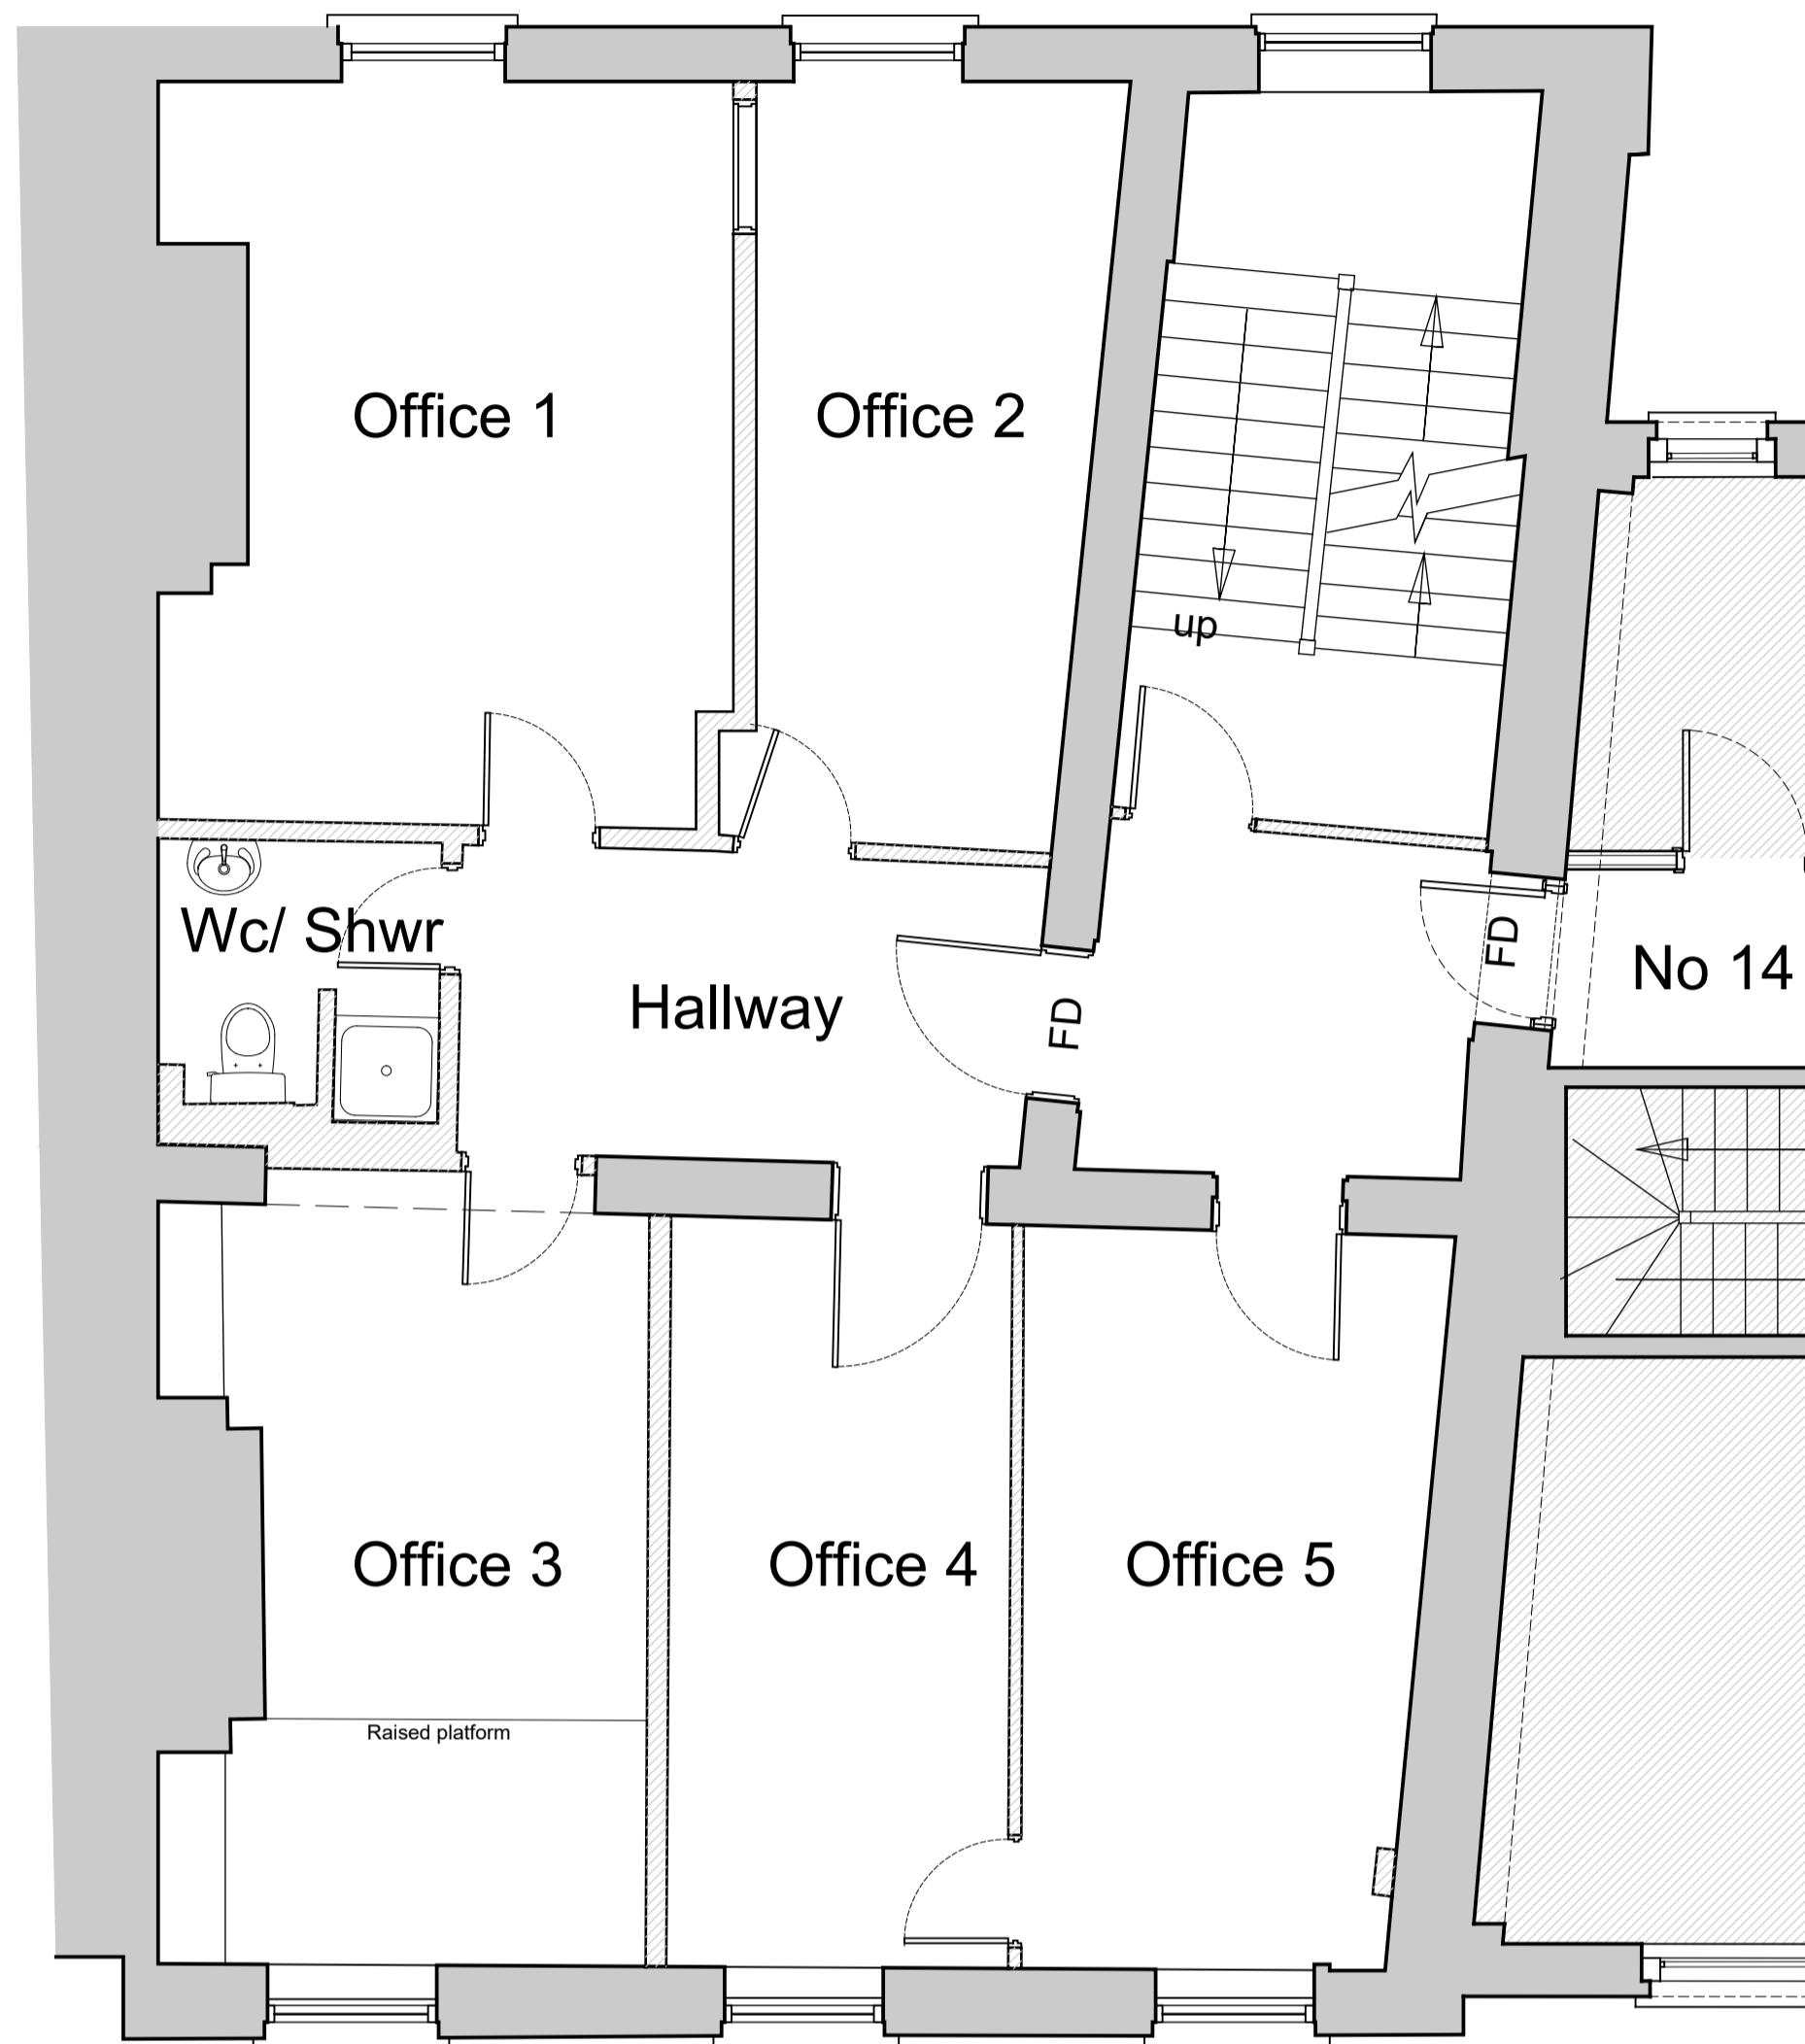 Office 1
Office 2
up
Wc/ Shwr
FD
No 14
Hallway
FD
Office 3
Office 4
Office 5
Raised platform